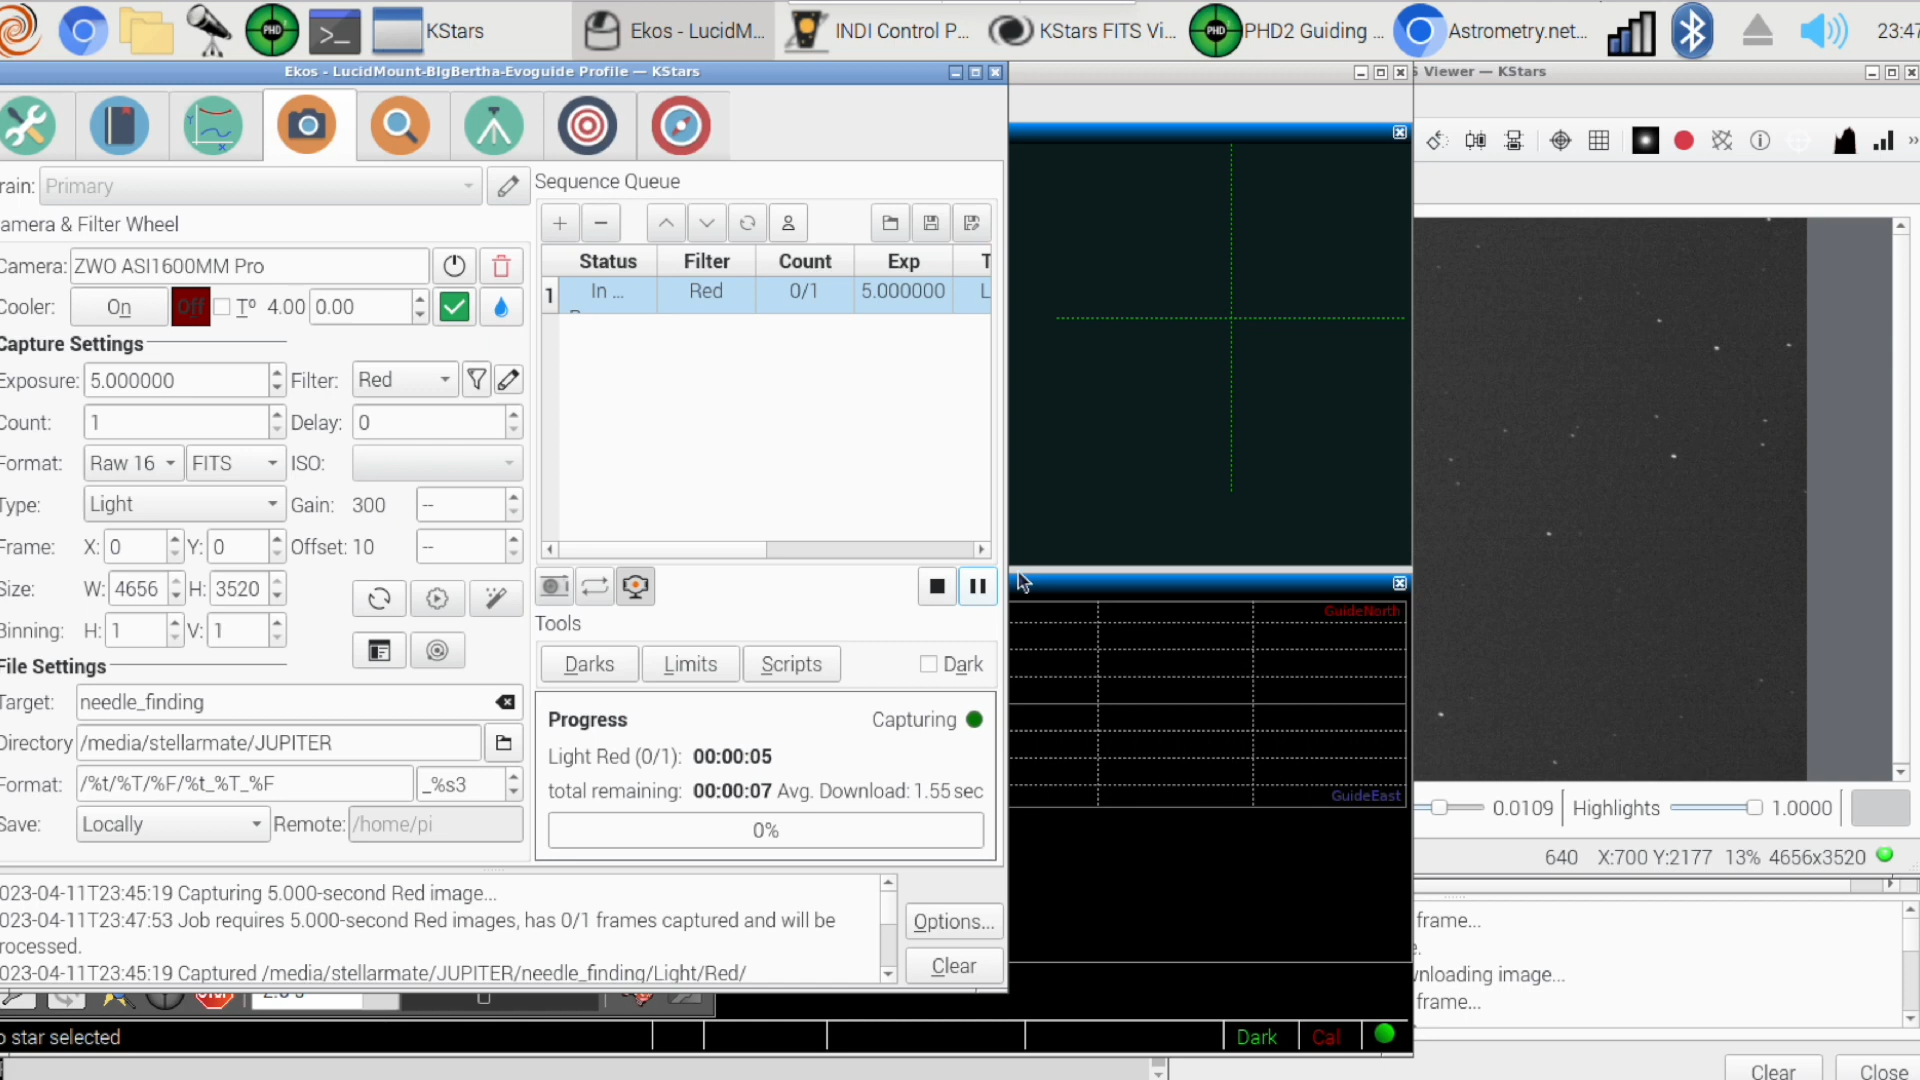 KStars
Ekos - LucidM...
INDI Control P...
KStars FITS Vi...
PHD2 Guiding ...
Astrometry.net...
23:47
Ekos - LucidMount-BIgBertha-Evoguide Profile — KStars
S Viewer — KStars
rain: Primary
Sequence Queue
amera & Filter Wheel
Camera: ZWO ASI1600MM Pro
Status Filter Count Exp T
1 In ... Red 0/1 5.000000 L
Cooler: On Off Tº 4.00 0.00
Capture Settings
Exposure: 5.000000 Filter: Red
Count: 1 Delay: 0
Format: Raw 16 FITS ISO:
Type: Light Gain: 300 --
Frame: X: 0 Y: 0 Offset: 10 --
Size: W: 4656 H: 3520
Binning: H: 1 V: 1
Tools
Darks Limits Scripts Dark
File Settings
Target: needle_finding
Directory /media/stellarmate/JUPITER
Format: /%t/%T/%F/%t_%T_%F _%s3
Save: Locally Remote: /home/pi
Progress Capturing
Light Red (0/1): 00:00:05
total remaining: 00:00:07 Avg. Download: 1.55 sec
0%
023-04-11T23:45:19 Capturing 5.000-second Red image...
023-04-11T23:47:53 Job requires 5.000-second Red images, has 0/1 frames captured and will be
rocessed.
023-04-11T23:45:19 Captured /media/stellarmate/JUPITER/needle_finding/Light/Red/
Options...
Clear
GuideNorth
GuideEast
0.0109 Highlights 1.0000
640 X:700 Y:2177 13% 4656x3520
frame...
e.
wnloading image...
frame...
STOP
2.0 s
o star selected
Dark Cal
Clear Close